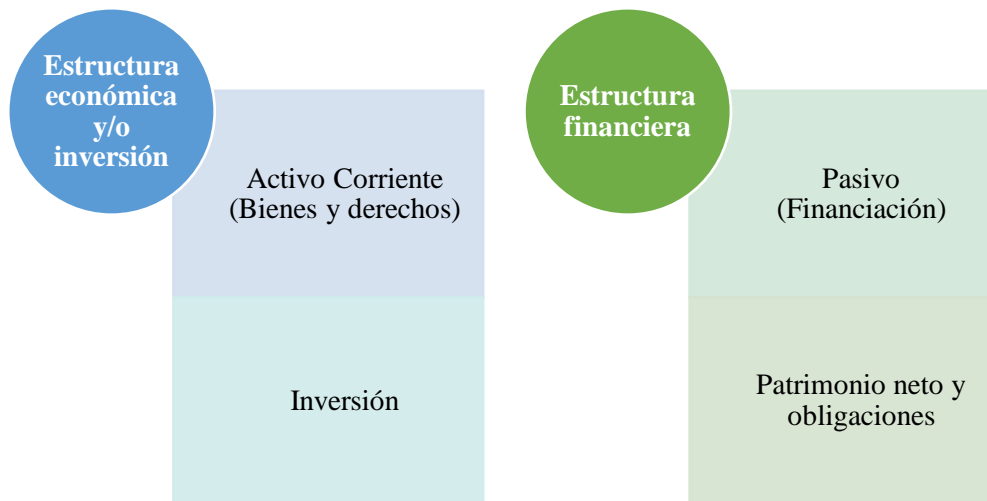 Estructura
económica
y/o
inversión
Activo Corriente
(Bienes y derechos)
Inversión
Estructura
financiera
Pasivo
(Financiación)
Patrimonio neto y
obligaciones